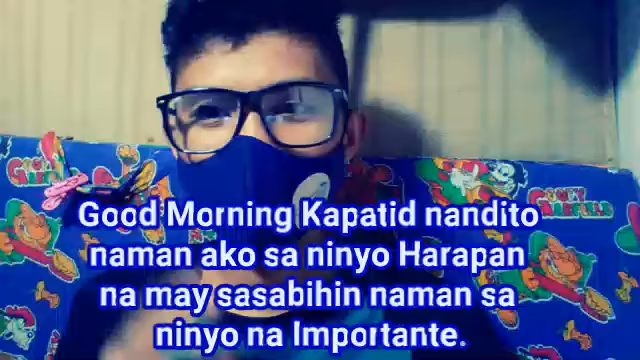 Good Morning Kapatid nandito
naman ako sa ninyo Harapan
na may sasabihin naman sa
ninyo na Importante.